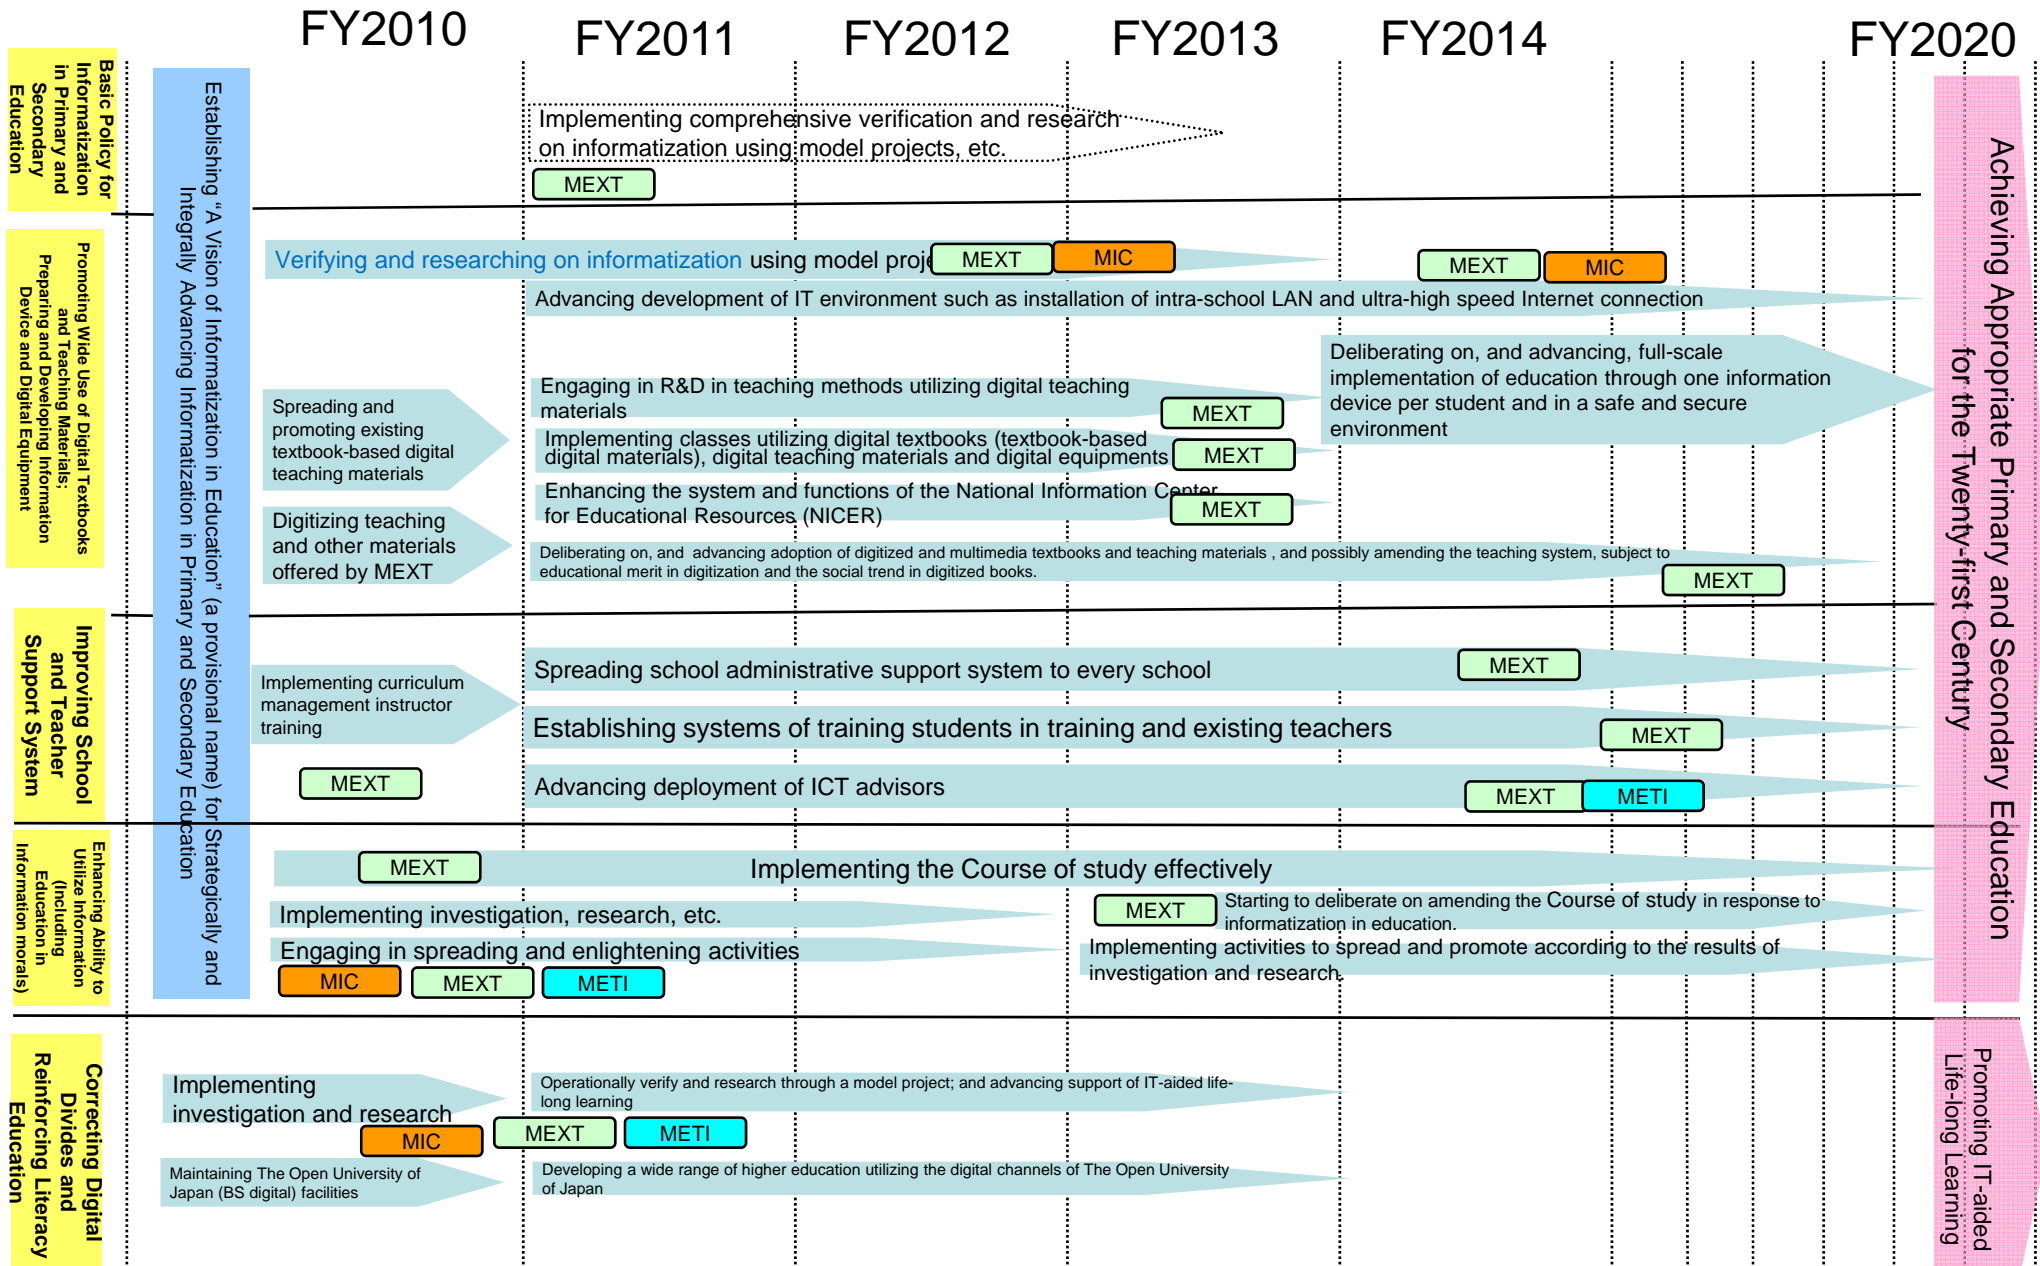 FY2010
FY2011
FY2012
FY2013
FY2014
FY2020
Basic Policy for
Informatization
in Primary and
Secondary
Education
Establishing “A Vision of Informatization in Education” (a provisional name) for Strategically and
Integrally Advancing Informatization in Primary and Secondary Education
Implementing comprehensive verification and research
on informatization using model projects, etc.
MEXT
Achieving Appropriate Primary and Secondary Education
for the Twenty-first Century
Promoting Wide Use of Digital Textbooks
and Teaching Materials;
Preparing and Developing Information
Device and Digital Equipment
Verifying and researching on informatization using model proje
MEXT
MIC
MEXT
MIC
Advancing development of IT environment such as installation of intra-school LAN and ultra-high speed Internet connection
Spreading and
promoting existing
textbook-based digital
teaching materials
Engaging in R&D in teaching methods utilizing digital teaching
materials
MEXT
Deliberating on, and advancing, full-scale
implementation of education through one information
device per student and in a safe and secure
environment
Implementing classes utilizing digital textbooks (textbook-based
digital materials), digital teaching materials and digital equipments
MEXT
Enhancing the system and functions of the National Information Center
for Educational Resources (NICER)
MEXT
Digitizing teaching
and other materials
offered by MEXT
Deliberating on, and advancing adoption of digitized and multimedia textbooks and teaching materials , and possibly amending the teaching system, subject to
educational merit in digitization and the social trend in digitized books.
MEXT
Improving School
and Teacher
Support System
Implementing curriculum
management instructor
training
MEXT
Spreading school administrative support system to every school
MEXT
Establishing systems of training students in training and existing teachers
MEXT
Advancing deployment of ICT advisors
MEXT
METI
Enhancing Ability to
Utilize Information
(Including
Education in
Information morals)
MEXT
Implementing the Course of study effectively
Implementing investigation, research, etc.
MEXT
Starting to deliberate on amending the Course of study in response to
informatization in education.
Engaging in spreading and enlightening activities
MIC
MEXT
METI
Implementing activities to spread and promote according to the results of
investigation and research.
Correcting Digital
Divides and
Reinforcing Literacy
Education
Implementing
investigation and research
MIC
MEXT
METI
Operationally verify and research through a model project; and advancing support of IT-aided life-
long learning
Maintaining The Open University of
Japan (BS digital) facilities
Developing a wide range of higher education utilizing the digital channels of The Open University
of Japan
Promoting IT-aided
Life-long Learning